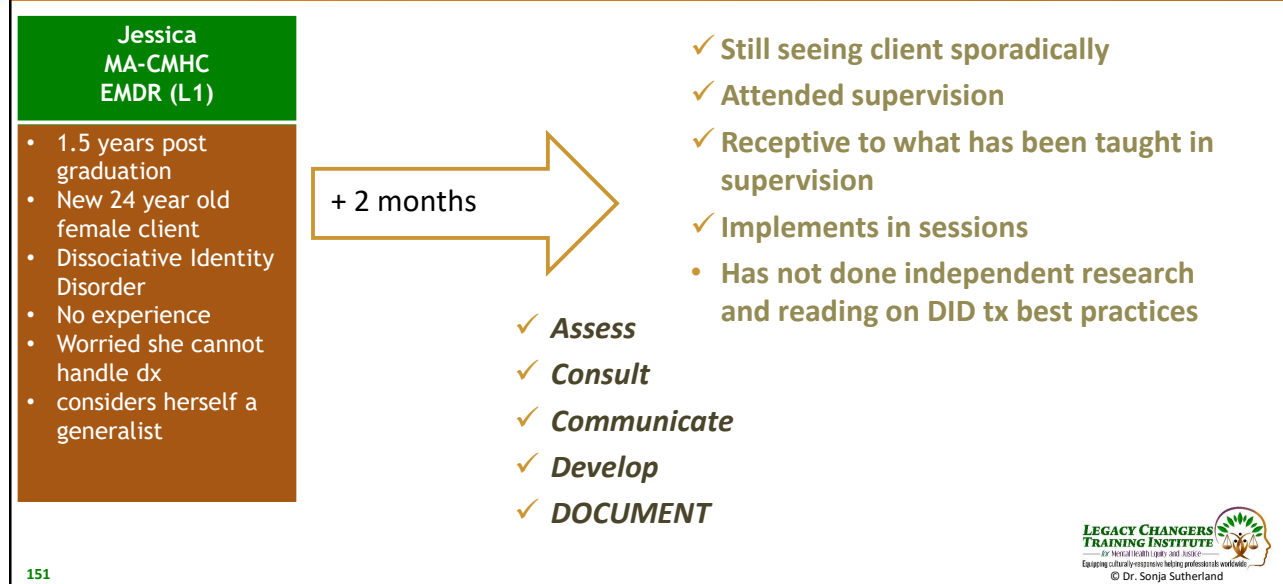 Jessica
MA-CMHC
EMDR (L1)
• 1.5 years post
graduation
• New 24 year old
female client
• Dissociative Identity
Disorder
• No experience
• Worried she cannot
handle dx
• considers herself a
generalist
+ 2 months
✓ Still seeing client sporadically
✓ Attended supervision
✓ Receptive to what has been taught in
supervision
✓ Implements in sessions
• Has not done independent research
and reading on DID tx best practices
✓ Assess
✓ Consult
✓ Communicate
✓ Develop
✓ DOCUMENT
LEGACY CHANGERS
TRAINING INSTITUTE
for Mental Health Equity and Justice
Equipping culturally-responsive helping professionals worldwide
© Dr. Sonja Sutherland
151